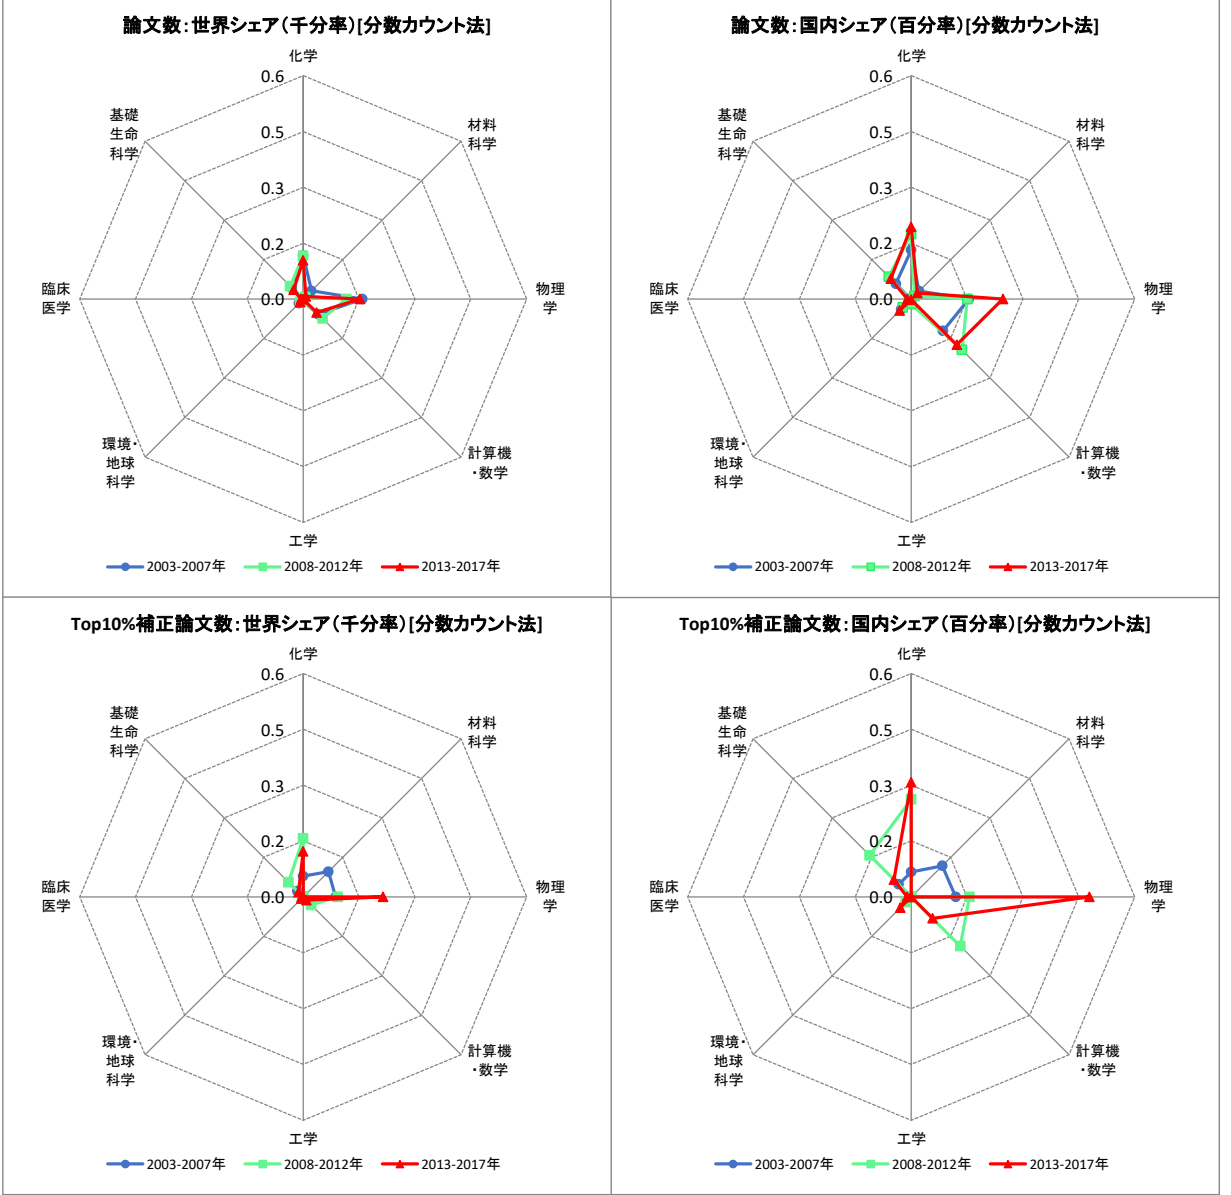 論文数：世界シェア（千分率）[分数カウント法]
化学
0.6
0.5
0.3
0.2
0.0
材料
科学
物理
学
計算機
・数学
工学
環境・
地球
科学
臨床
医学
基礎
生命
科学
2003-2007年 2008-2012年 2013-2017年
論文数：国内シェア（百分率）[分数カウント法]
化学
0.6
0.5
0.3
0.2
0.0
材料
科学
物理
学
計算機
・数学
工学
環境・
地球
科学
臨床
医学
基礎
生命
科学
2003-2007年 2008-2012年 2013-2017年
Top10%補正論文数：世界シェア（千分率）[分数カウント法]
化学
0.6
0.5
0.3
0.2
0.0
材料
科学
物理
学
計算機
・数学
工学
環境・
地球
科学
臨床
医学
基礎
生命
科学
2003-2007年 2008-2012年 2013-2017年
Top10%補正論文数：国内シェア（百分率）[分数カウント法]
化学
0.6
0.5
0.3
0.2
0.0
材料
科学
物理
学
計算機
・数学
工学
環境・
地球
科学
臨床
医学
基礎
生命
科学
2003-2007年 2008-2012年 2013-2017年